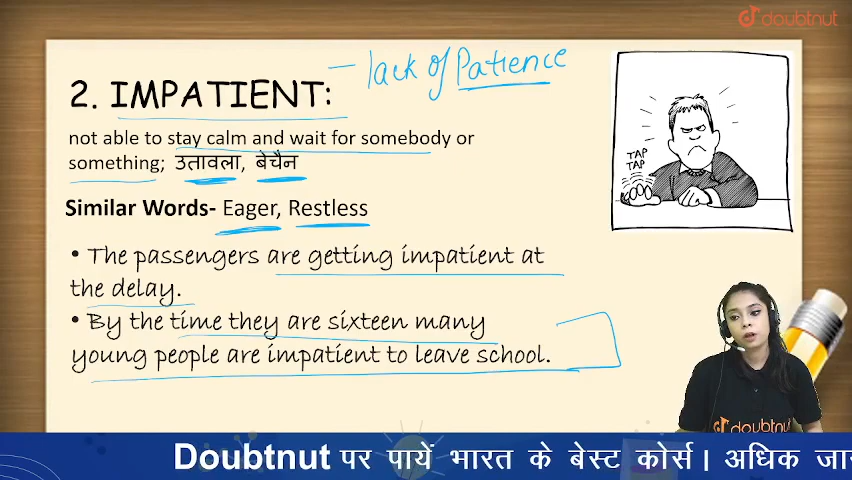 doubtnut
– lack of Patience
2. IMPATIENT:
not able to stay calm and wait for somebody or
something; उतावला, बेचैन
TAP
TAP
Similar Words- Eager, Restless
• The passengers are getting impatient at
the delay.
• By the time they are sixteen many
young people are impatient to leave school.
doubtnut
Doubtnut पर पायें भारत के बेस्ट कोर्स। अधिक